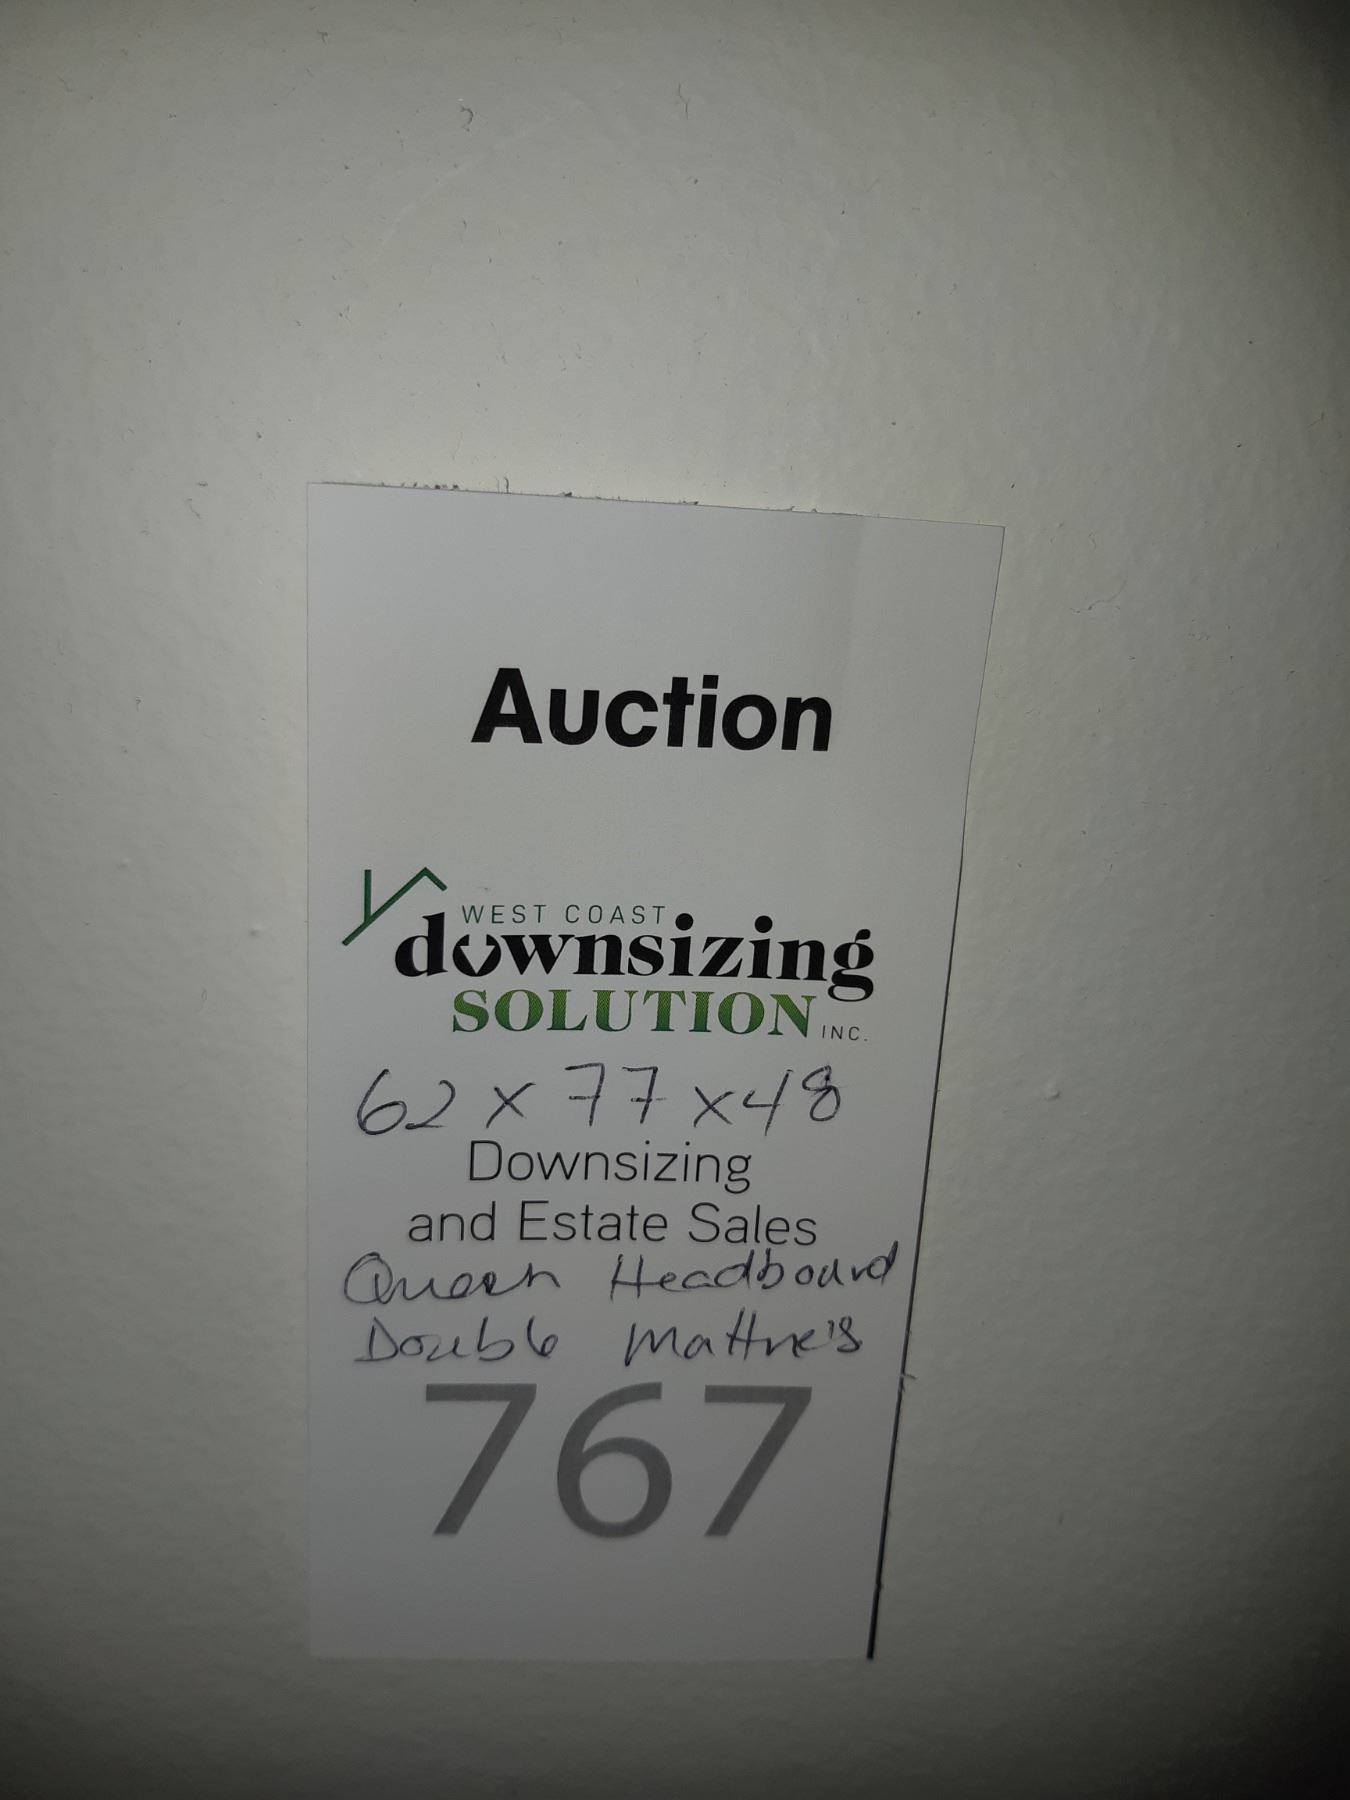 Auction
WEST COAST
downsizing
SOLUTION INC.
62 x 77 x 48
Downsizing
and Estate Sales
Queen Headboard
Double Mattress
767